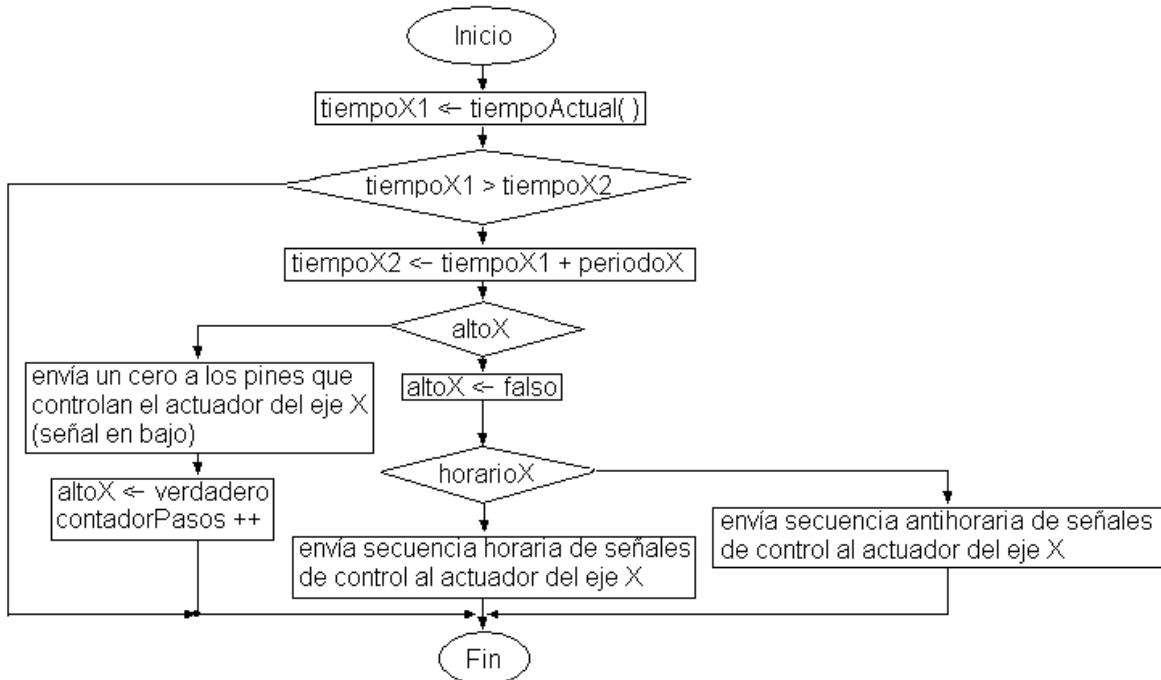 Inicio
tiempoX1 <- tiempoActual( )
tiempoX1 > tiempoX2
tiempoX2 <- tiempoX1 + periodoX
altoX
envía un cero a los pines que
controlan el actuador del eje X
(señal en bajo)
altoX <- falso
altoX <- verdadero
contadorPasos ++
horarioX
envía secuencia horaria de señales
de control al actuador del eje X
envía secuencia antihoraria de señales
de control al actuador del eje X
Fin